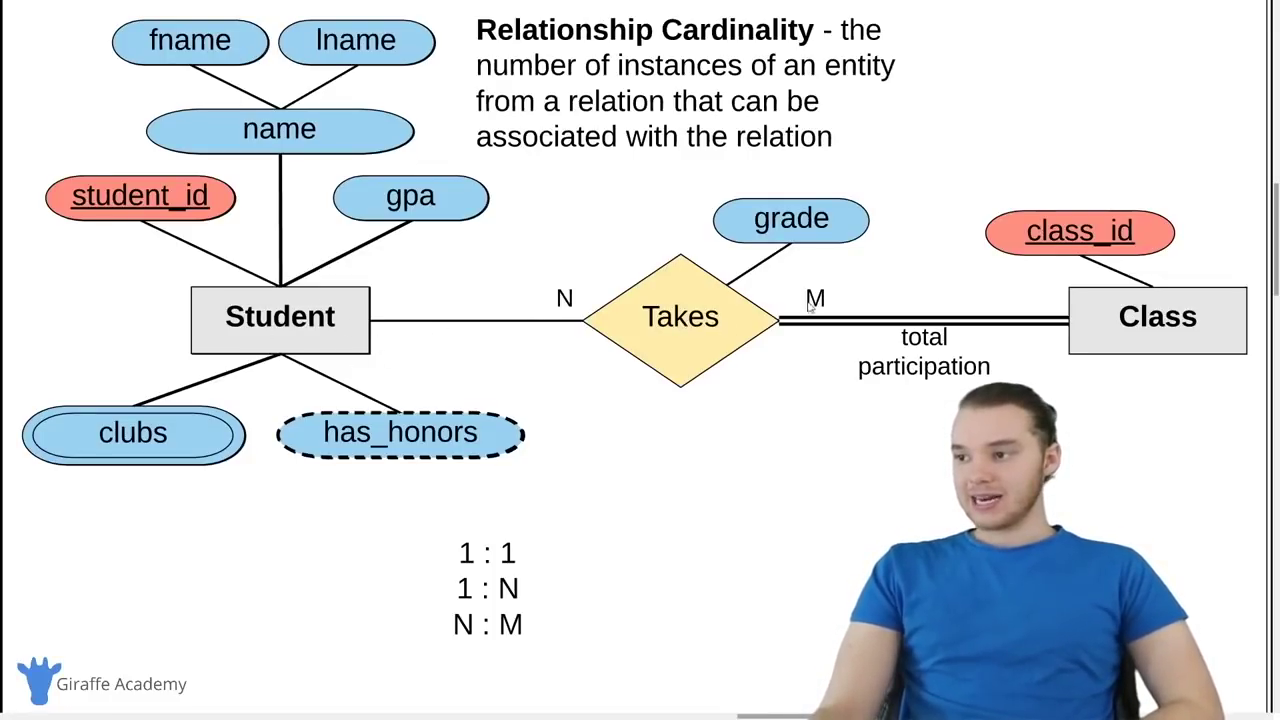 fname
lname
name
student_id
gpa
Relationship Cardinality - the
number of instances of an entity
from a relation that can be
associated with the relation
grade
class_id
Student
N
Takes
M
total
participation
Class
clubs
has_honors
1 : 1
1 : N
N : M
Giraffe Academy